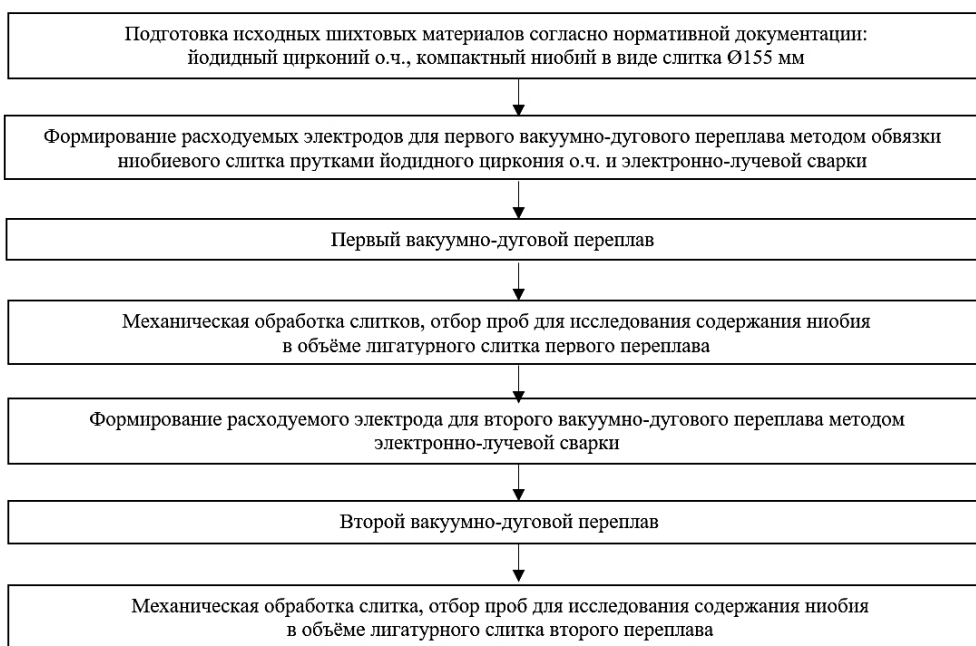 Подготовка исходных шихтовых материалов согласно нормативной документации:
йодидный цирконий о.ч., компактный ниобий в виде слитка Ø155 мм
Формирование расходуемых электродов для первого вакуумно-дугового переплава методом обвязки
ниобиевого слитка прутками йодидного циркония о.ч. и электронно-лучевой сварки
Первый вакуумно-дуговой переплав
Механическая обработка слитков, отбор проб для исследования содержания ниобия
в объёме лигатурного слитка первого переплава
Формирование расходуемого электрода для второго вакуумно-дугового переплава методом
электронно-лучевой сварки
Второй вакуумно-дуговой переплав
Механическая обработка слитка, отбор проб для исследования содержания ниобия
в объёме лигатурного слитка второго переплава